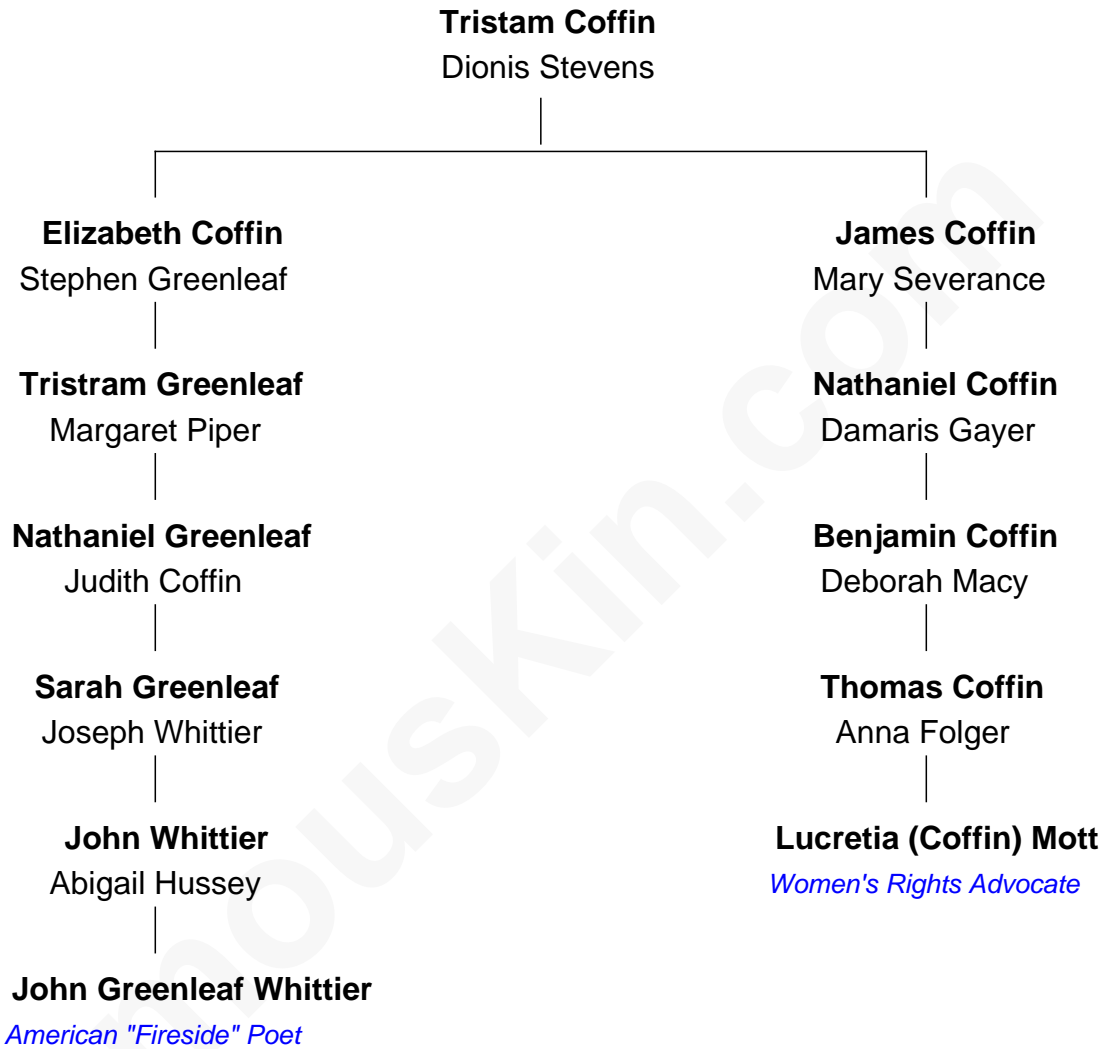 Tristam Coffin
Dionis Stevens
Elizabeth Coffin
Stephen Greenleaf
James Coffin
Mary Severance
Tristram Greenleaf
Margaret Piper
Nathaniel Coffin
Damaris Gayer
Nathaniel Greenleaf
Judith Coffin
Benjamin Coffin
Deborah Macy
Sarah Greenleaf
Joseph Whittier
Thomas Coffin
Anna Folger
John Whittier
Abigail Hussey
Lucretia (Coffin) Mott
Women's Rights Advocate
John Greenleaf Whittier
American "Fireside" Poet
mousKin.com